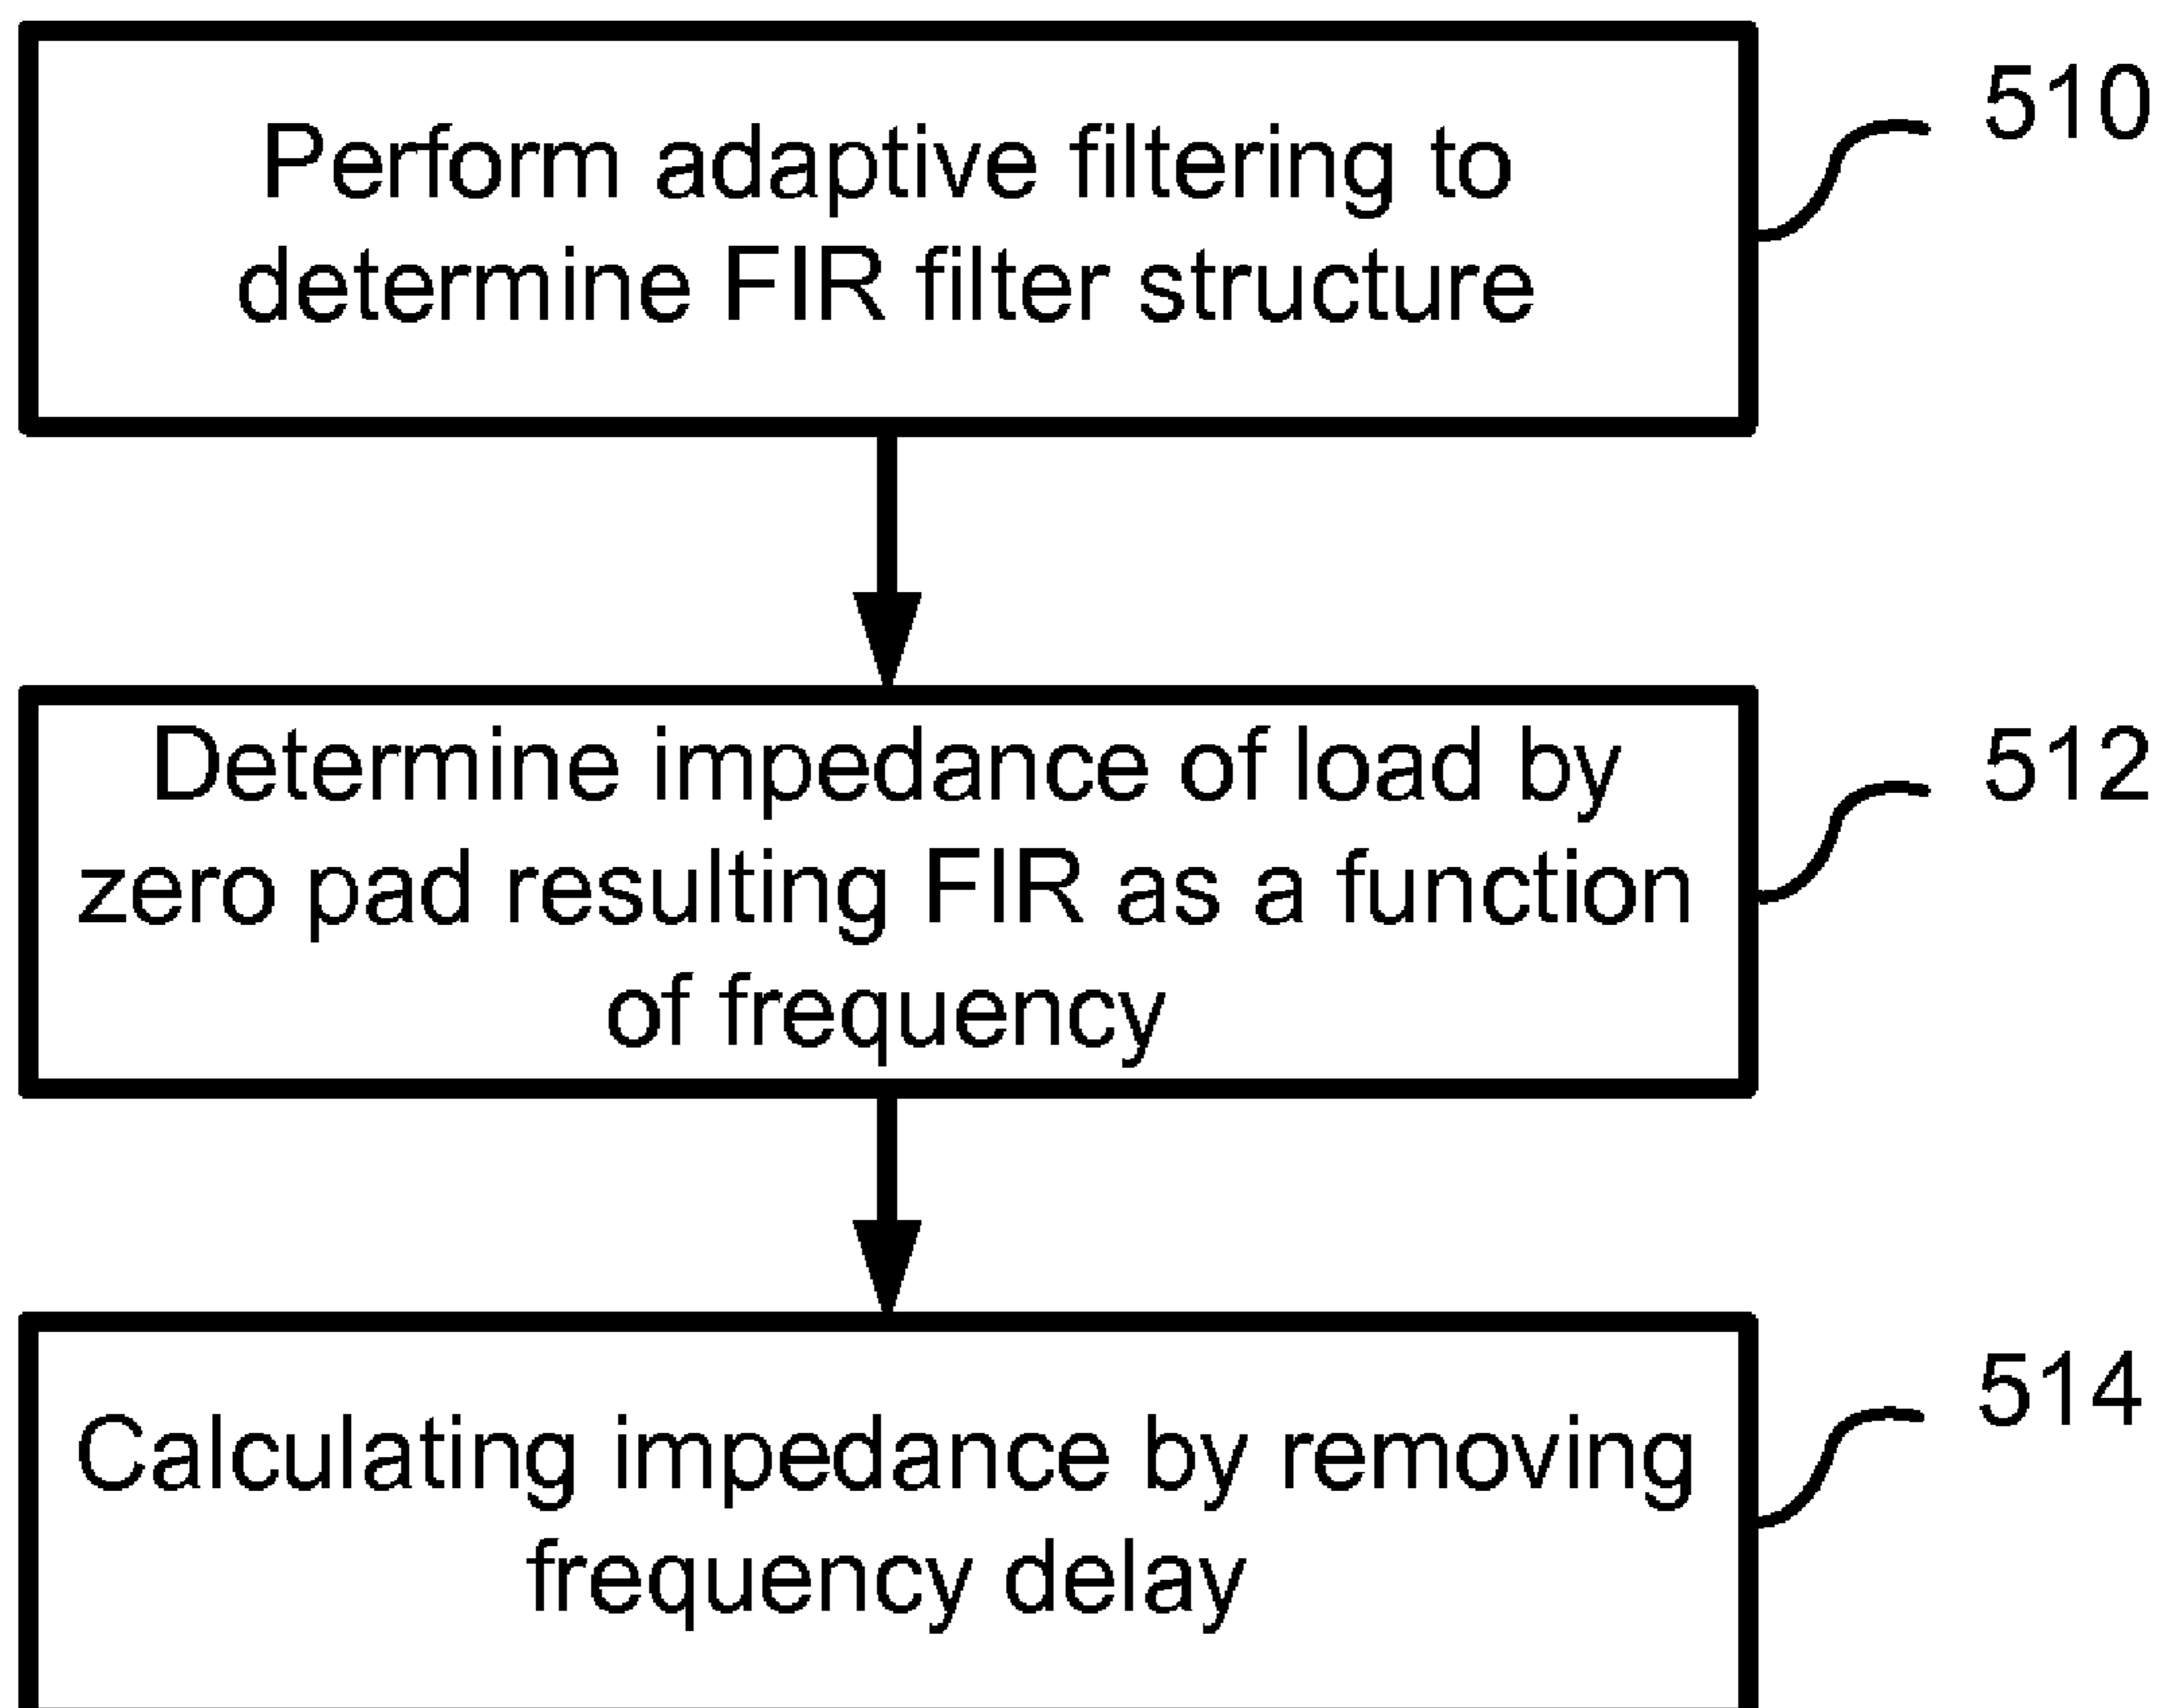 Perform adaptive filtering to
determine FIR filter structure
510
Determine impedance of load by
zero pad resulting FIR as a function
of frequency
512
Calculating impedance by removing
frequency delay
514